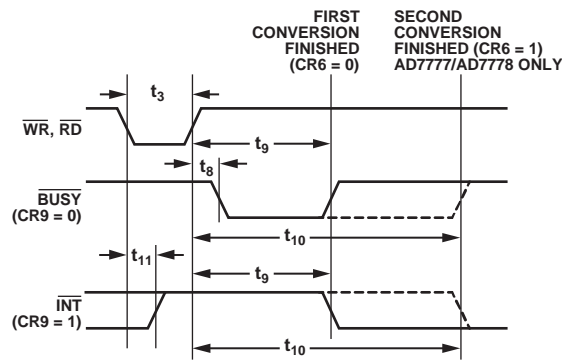 FIRST
CONVERSION
FINISHED
(CR6 = 0)
SECOND
CONVERSION
FINISHED (CR6 = 1)
AD7777/AD7778 ONLY
t3
WR, RD
t9
t8
BUSY
(CR9 = 0)
t10
t11
t9
INT
(CR9 = 1)
t10